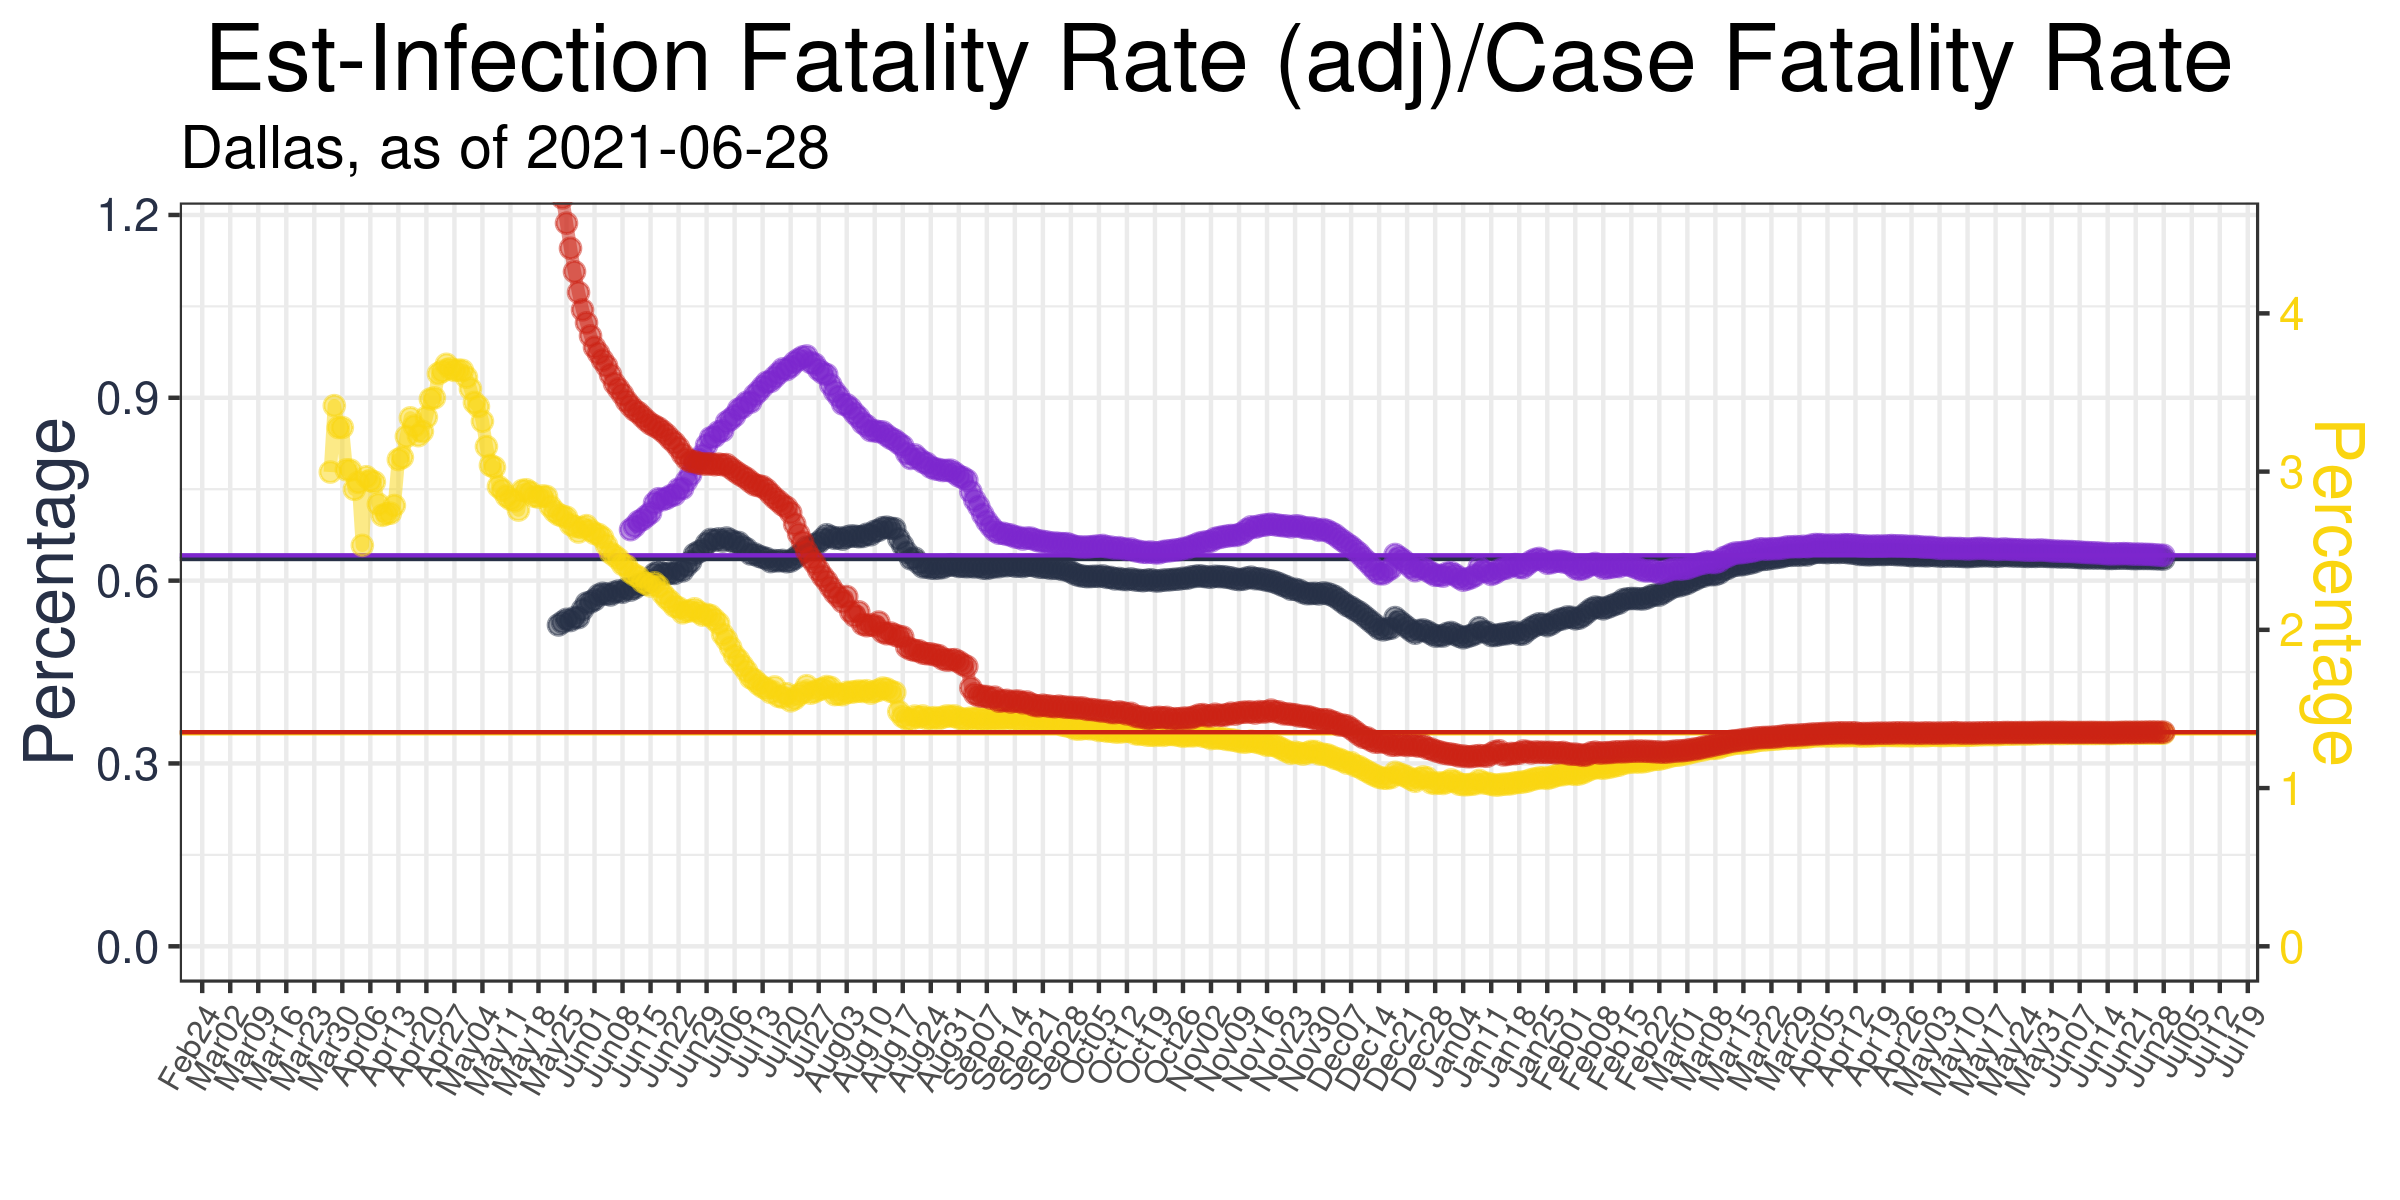 Est-Infection Fatality Rate (adj)/Case Fatality Rate
Dallas, as of 2021-06-28
Percentage
1.2
0.9
0.6
0.3
0.0
4
3
2
1
0
Percentage
Feb24 Mar02 Mar09 Mar16 Mar23 Mar30 Apr06 Apr13 Apr20 Apr27 May04 May11 May18 May25 Jun01 Jun08 Jun15 Jun22 Jun29 Jul06 Jul13 Jul20 Jul27 Aug03 Aug10 Aug17 Aug24 Aug31 Sep07 Sep14 Sep21 Sep28 Oct05 Oct12 Oct19 Oct26 Nov02 Nov09 Nov16 Nov23 Nov30 Dec07 Dec14 Dec21 Dec28 Jan04 Jan11 Jan18 Jan25 Feb01 Feb08 Feb15 Feb22 Mar01 Mar08 Mar15 Mar22 Mar29 Apr05 Apr12 Apr19 Apr26 May03 May10 May17 May24 May31 Jun07 Jun14 Jun21 Jun28 Jul05 Jul12 Jul19